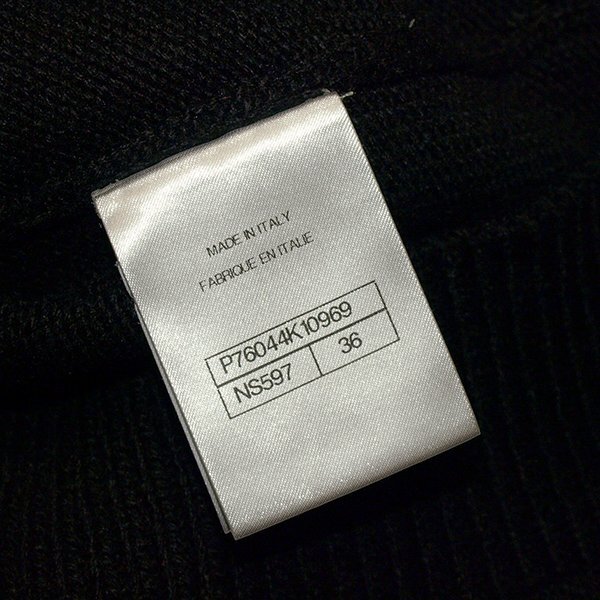 MADE IN ITALY
FABRIQUE EN ITALIE
P76044K10969
NS597 36